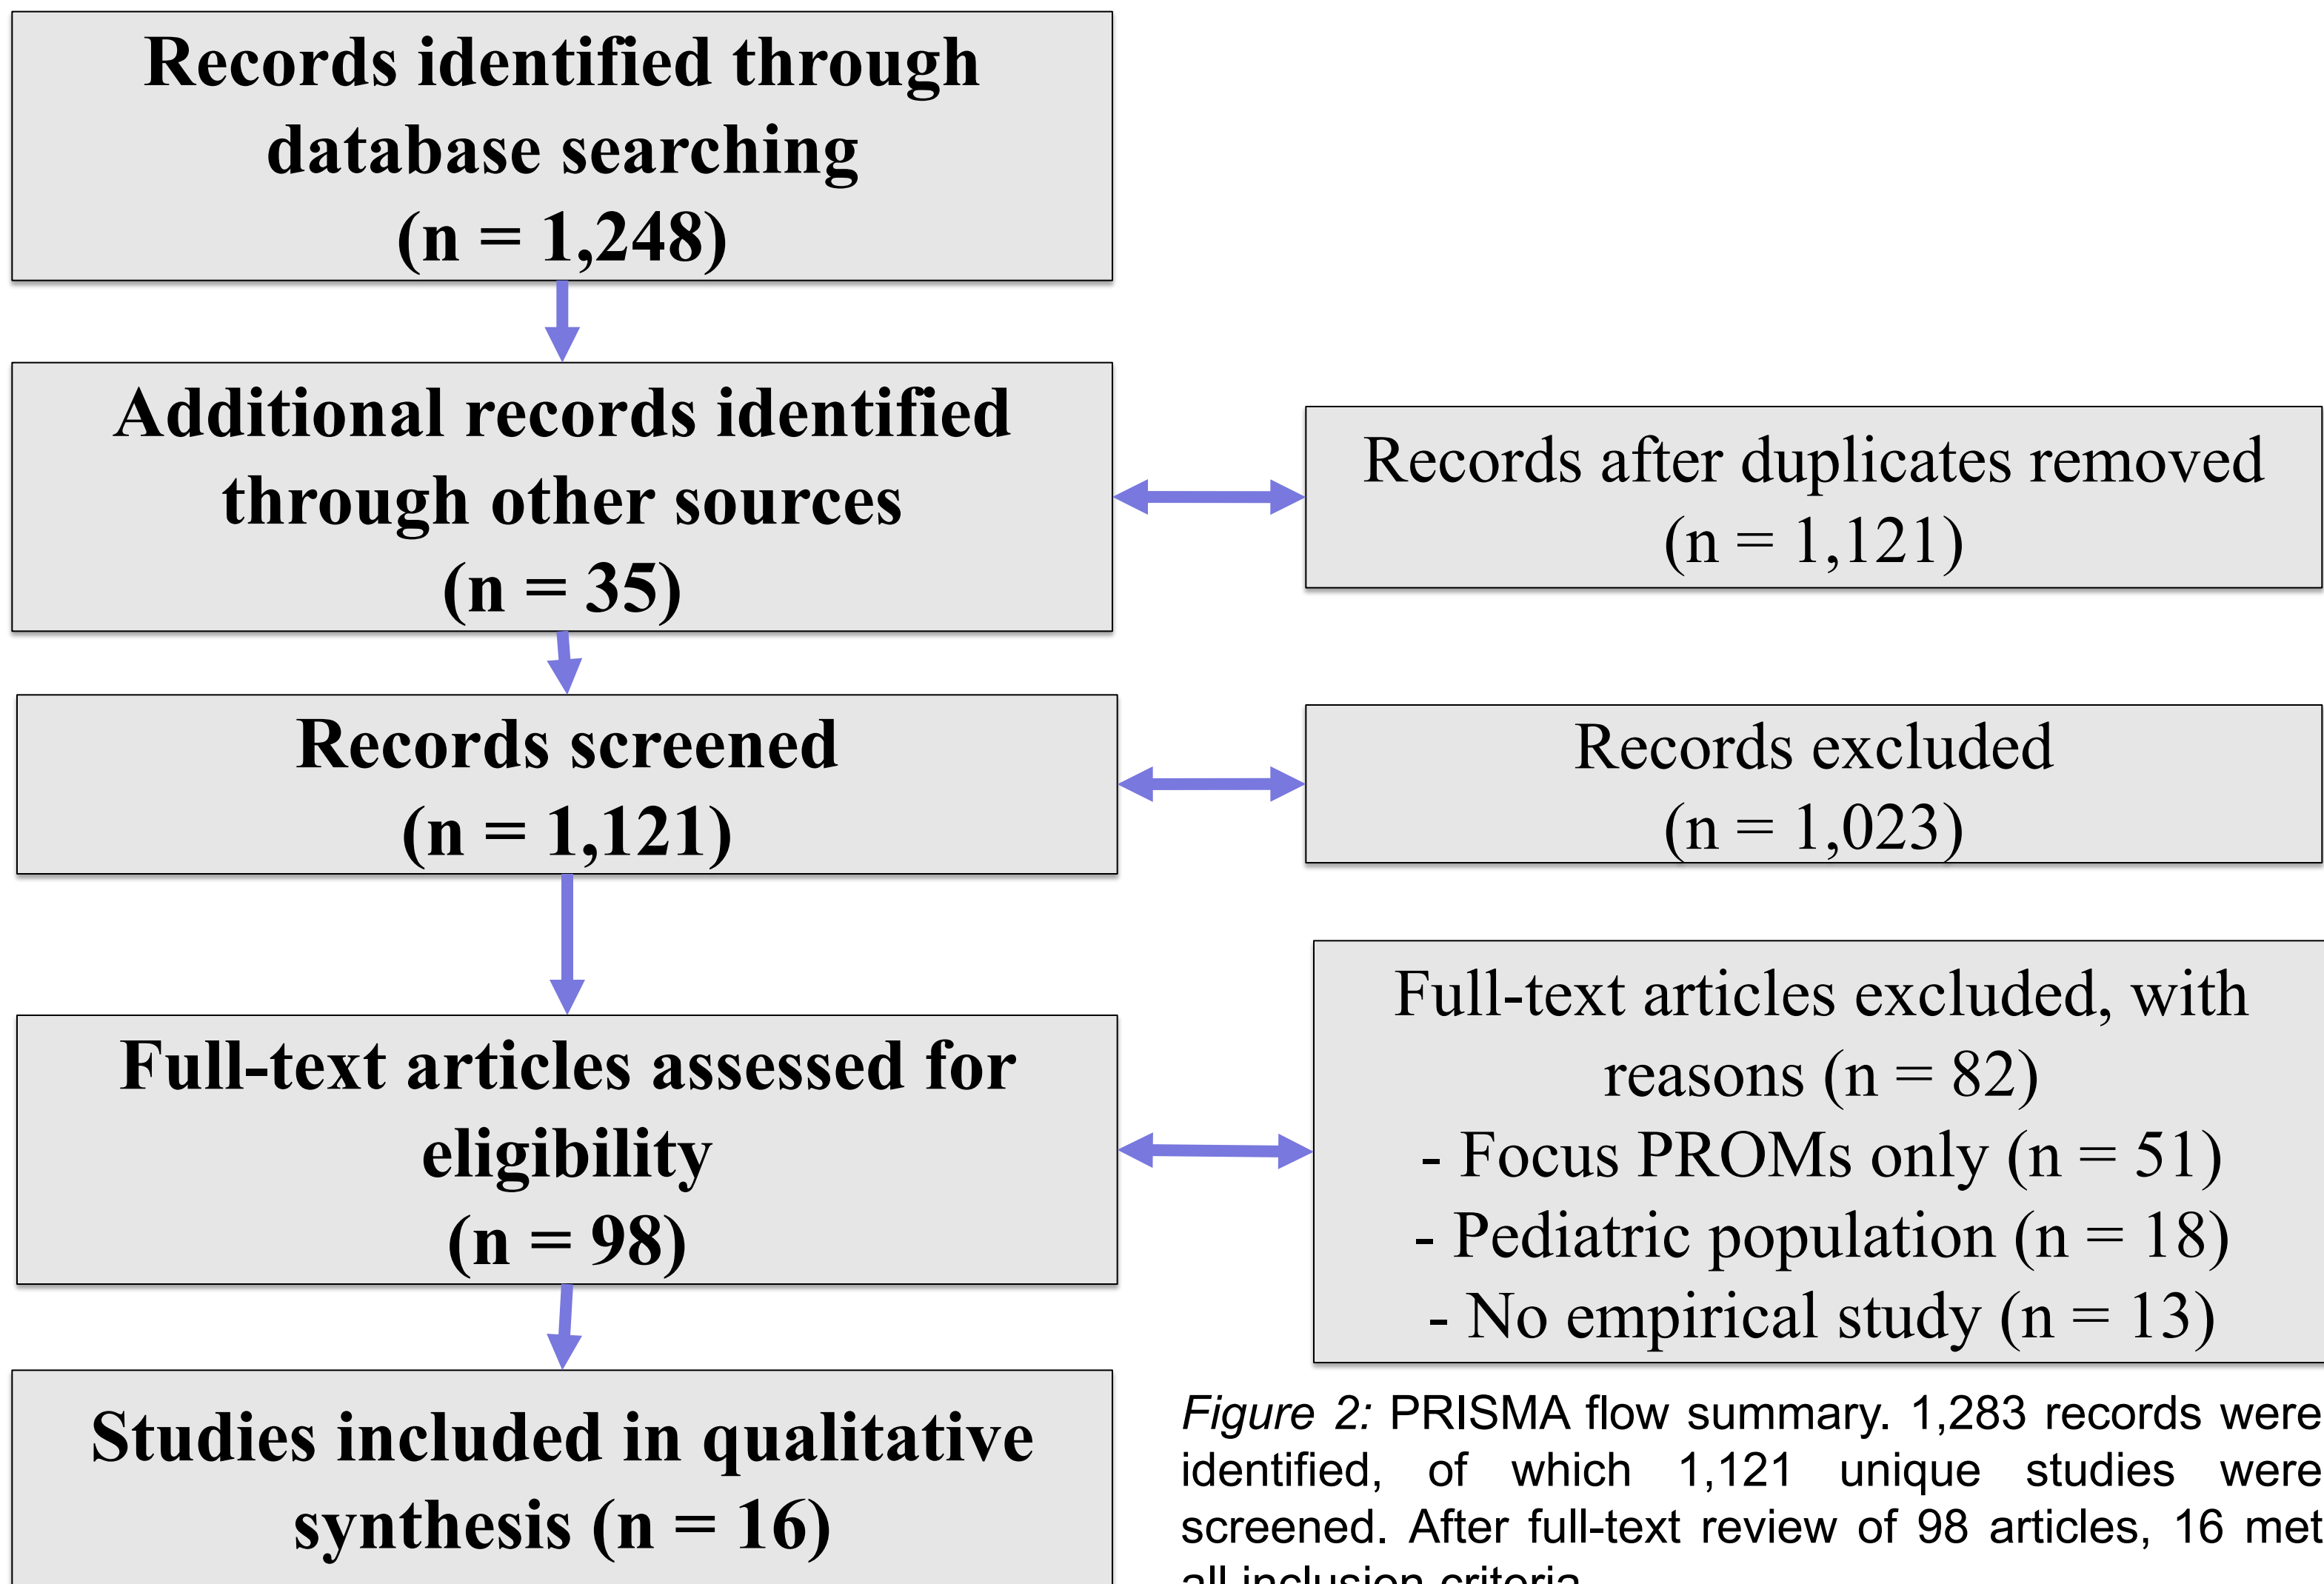 Records identified through
database searching
(n = 1,248)
Additional records identified
through other sources
(n = 35)
Records after duplicates removed
(n = 1,121)
Records screened
(n = 1,121)
Records excluded
(n = 1,023)
Full-text articles assessed for
eligibility
(n = 98)
Full-text articles excluded, with
reasons (n = 82)
- Focus PROMs only (n = 51)
- Pediatric population (n = 18)
- No empirical study (n = 13)
Studies included in qualitative
synthesis (n = 16)
Figure 2: PRISMA flow summary. 1,283 records were
identified, of which 1,121 unique studies were
screened. After full-text review of 98 articles, 16 met
all inclusion criteria